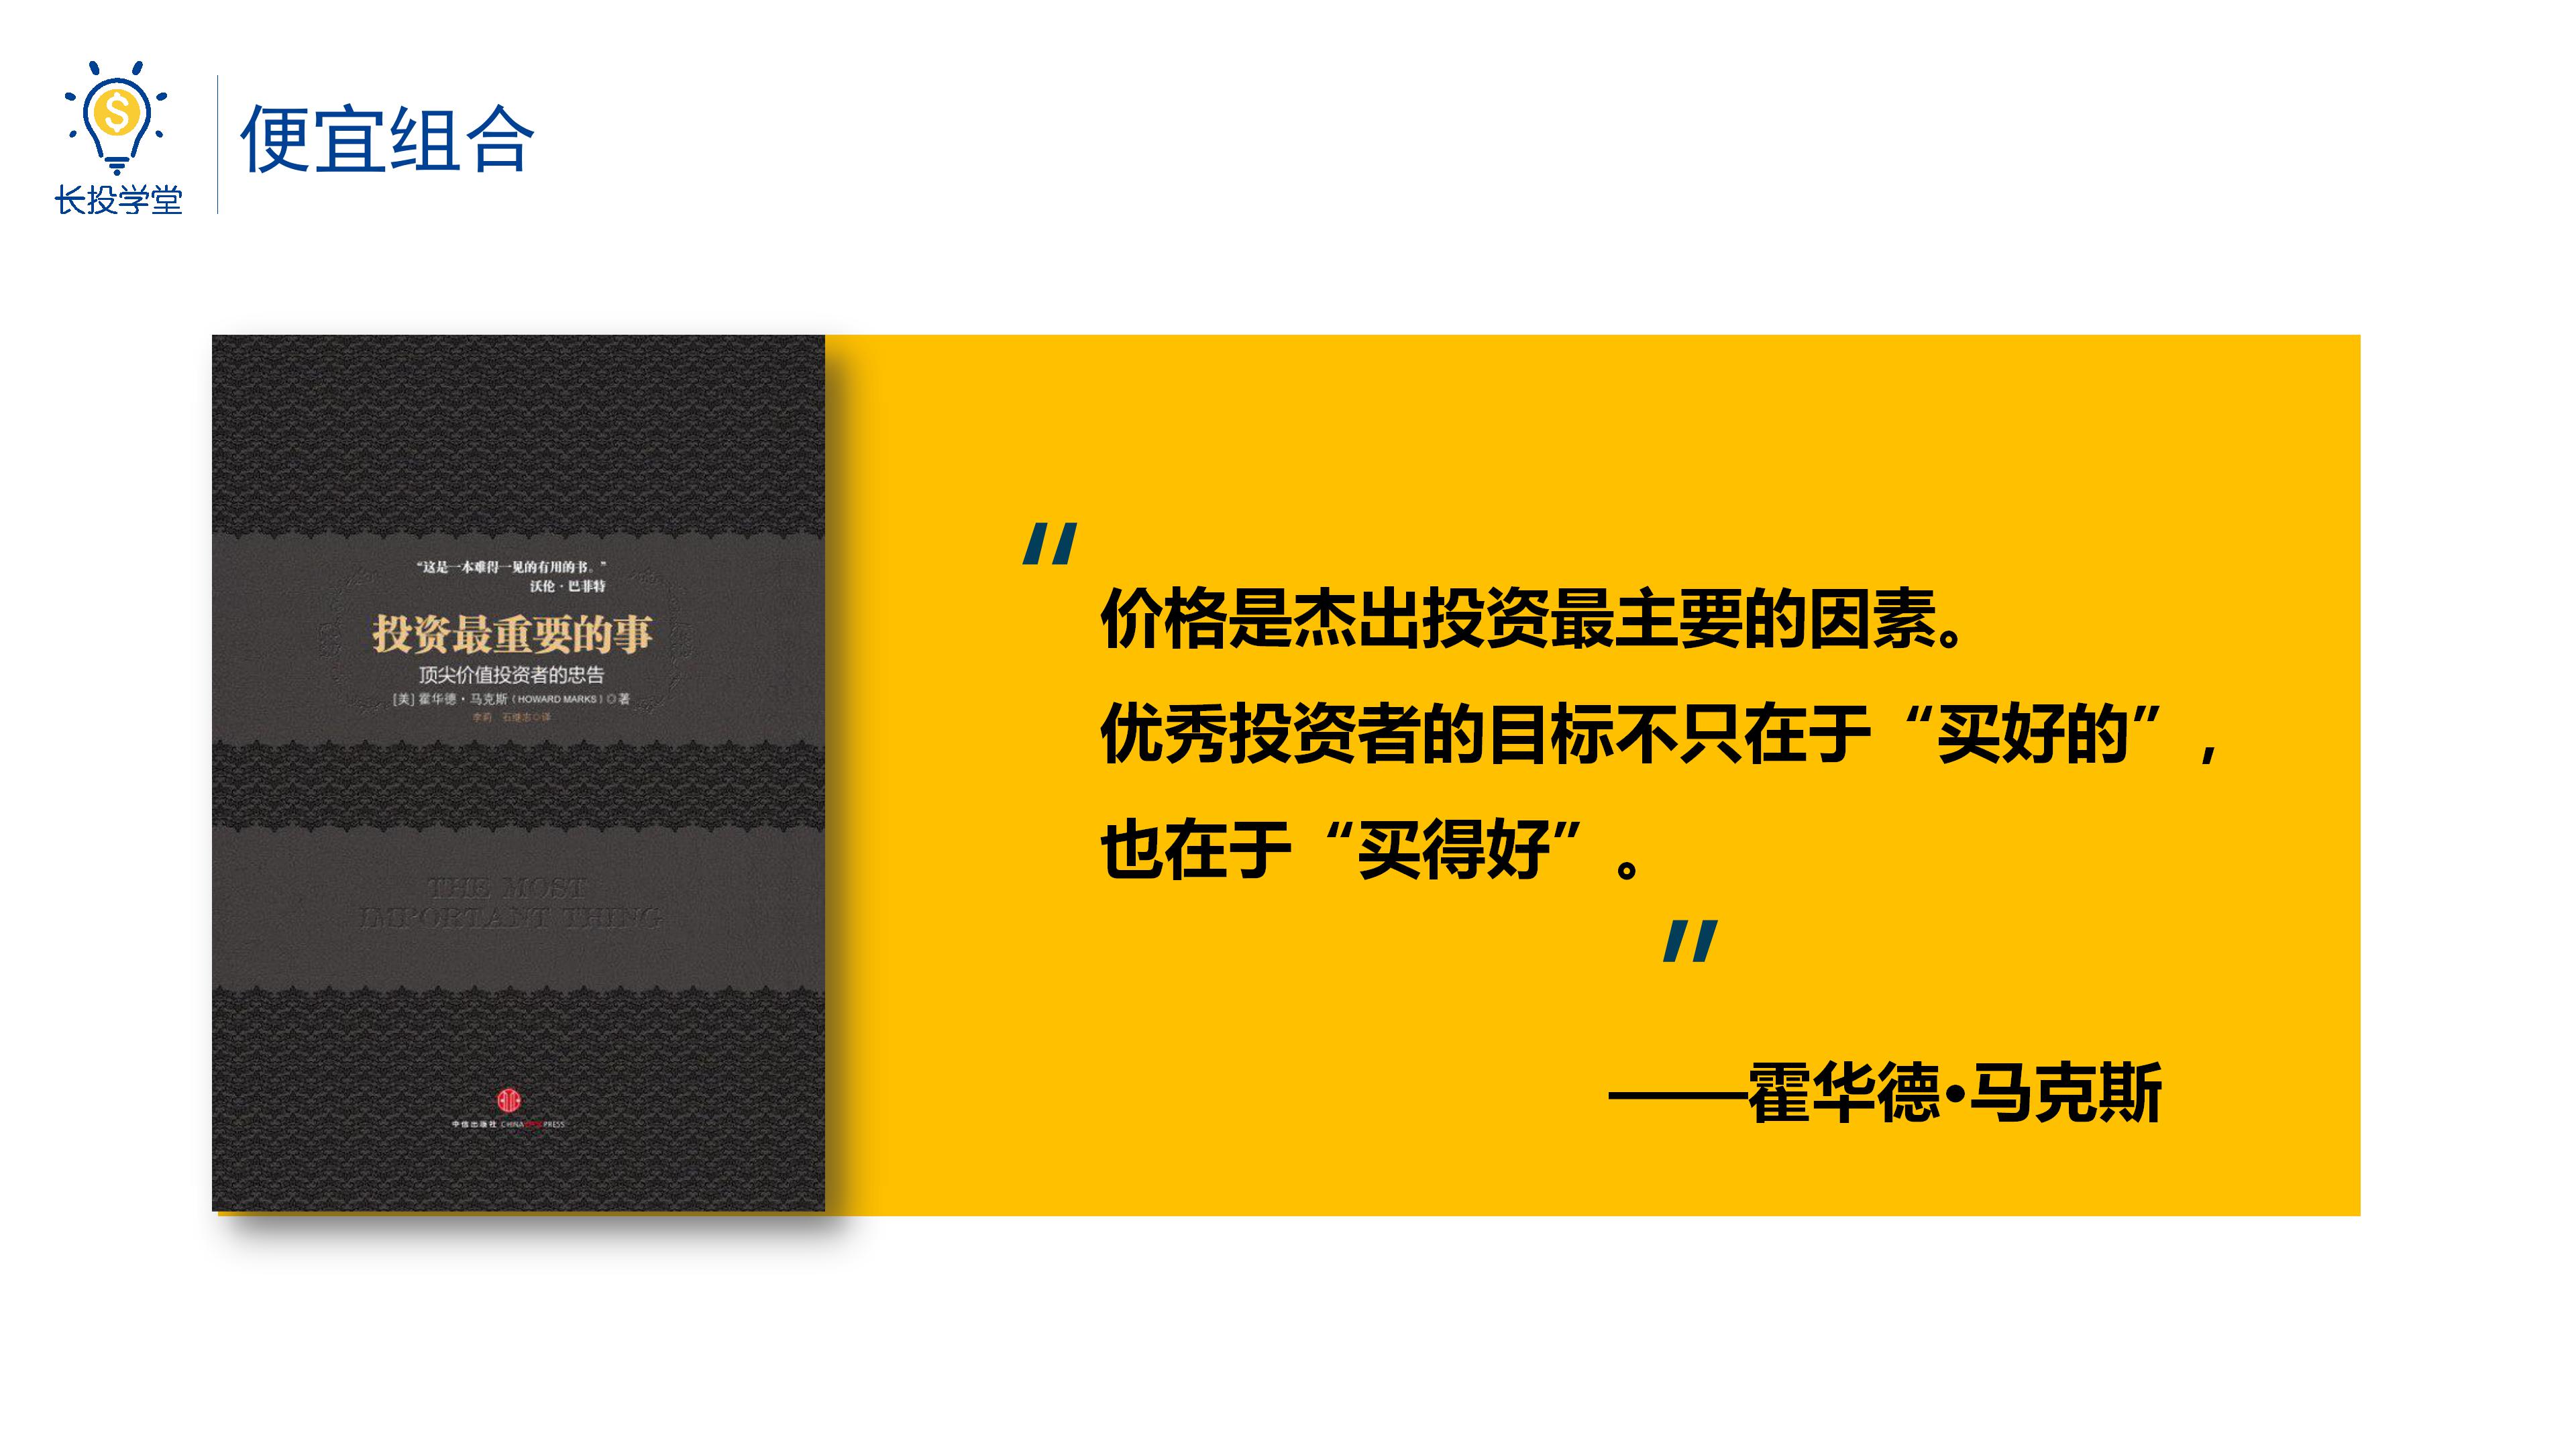 长投学堂
便宜组合
“这是一本难得一见的有用的书。”
沃伦·巴菲特
投资最重要的事
顶尖价值投资者的忠告
[美] 霍华德·马克斯（HOWARD MARKS）◎著
李莉 石继志◎译
THE MOST
IMPORTANT THING
中信出版社 CHINA CITIC PRESS
“
价格是杰出投资最主要的因素。
优秀投资者的目标不只在于“买好的”，
也在于“买得好”。
”
——霍华德•马克斯